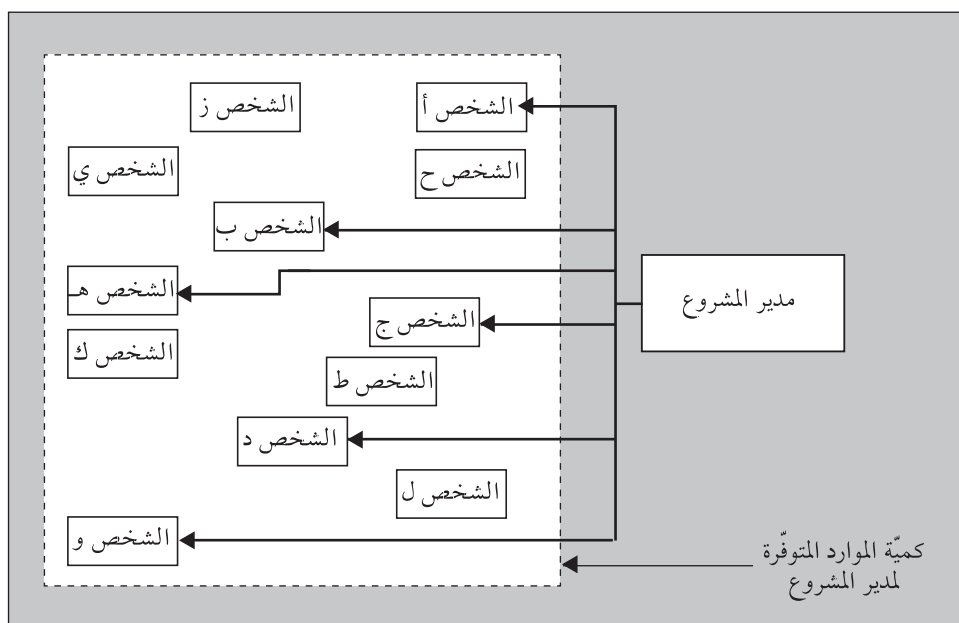 الشخص أ
الشخص ز
الشخص ح
الشخص ي
الشخص ب
مدير المشروع
الشخص هـ
الشخص ج
الشخص ك
الشخص ط
الشخص د
الشخص ل
الشخص و
كميّة الموارد المتوفّرة
لمدير المشروع